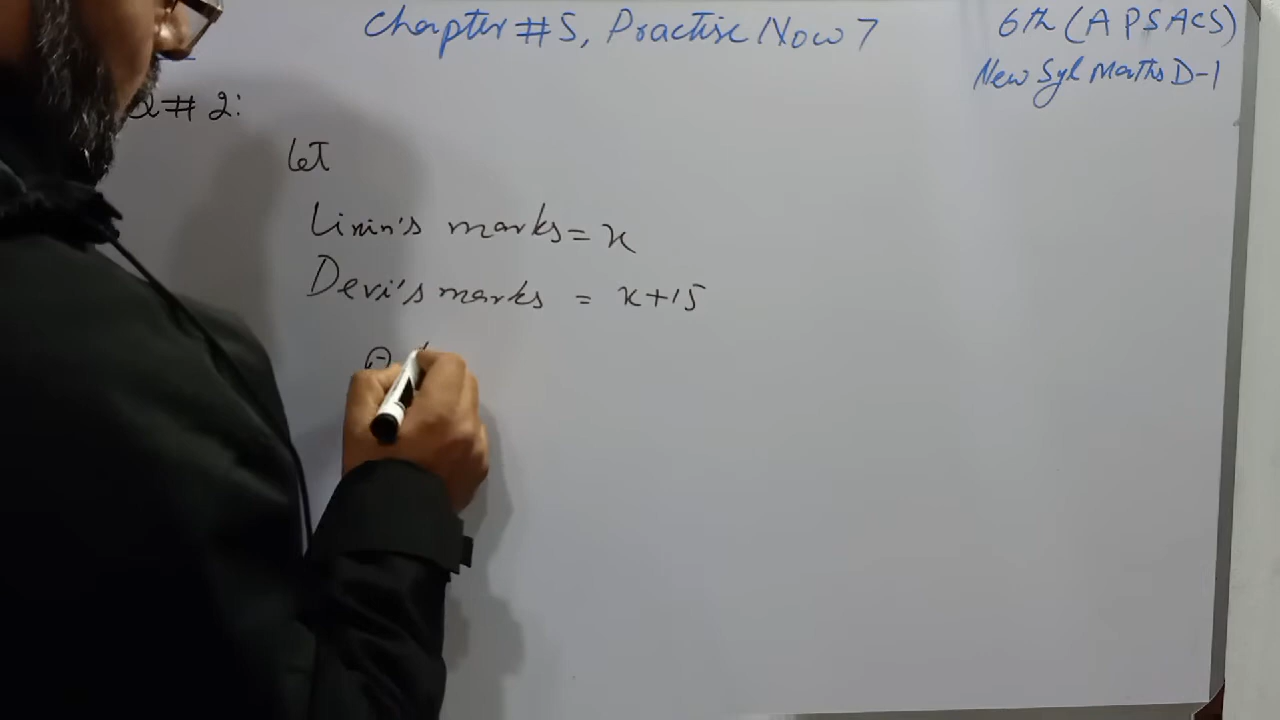 Chapter #5, Practise Now 7
6th (APSACS)
New Syl Maths D-1
Q# 2:
Let
Lixin's marks = x
Devi's marks = x+15